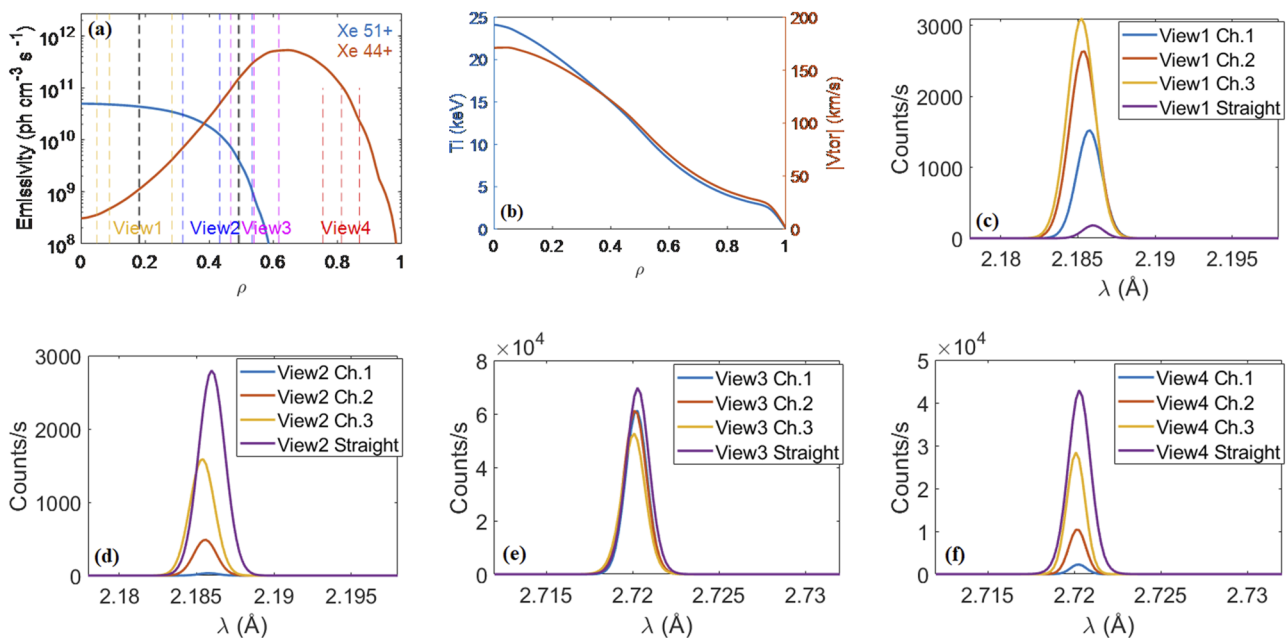 (a)
Xe 51+
Xe 44+
10¹²
10¹¹
10¹⁰
10⁹
10⁸
Emissivity (ph cm⁻³ s⁻¹)
View1
View2
View3
View4
0
0.2
0.4
0.6
0.8
1
ρ
(b)
25
20
15
10
5
0
Ti (keV)
200
150
100
50
0
|Vtor| (km/s)
0
0.2
0.4
0.6
0.8
1
ρ
(c)
3000
2000
1000
0
Counts/s
View1 Ch.1
View1 Ch.2
View1 Ch.3
View1 Straight
2.18
2.185
2.19
2.195
λ (Å)
(d)
3000
2000
1000
0
Counts/s
View2 Ch.1
View2 Ch.2
View2 Ch.3
View2 Straight
2.18
2.185
2.19
2.195
λ (Å)
(e)
×10⁴
8
6
4
2
0
Counts/s
View3 Ch.1
View3 Ch.2
View3 Ch.3
View3 Straight
2.715
2.72
2.725
2.73
λ (Å)
(f)
×10⁴
5
4
3
2
1
0
Counts/s
View4 Ch.1
View4 Ch.2
View4 Ch.3
View4 Straight
2.715
2.72
2.725
2.73
λ (Å)